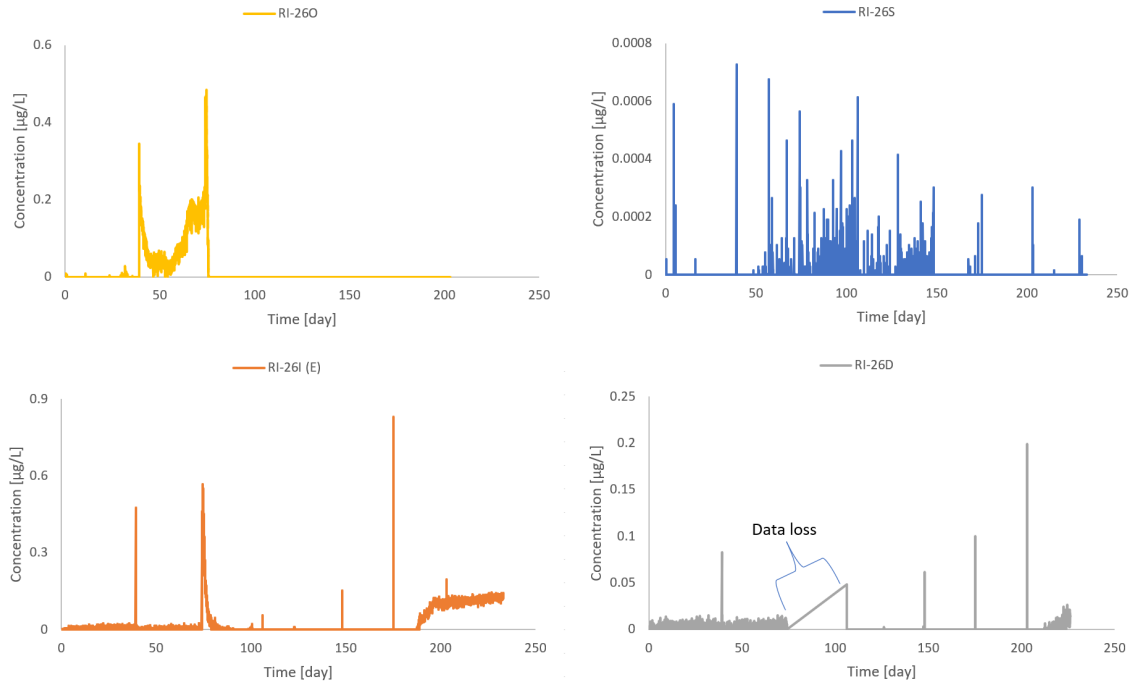 RI-26O
0.6
0.4
0.2
0
Concentration [µg/L]
0 50 100 150 200 250
Time [day]
RI-26S
0.0008
0.0006
0.0004
0.0002
0
Concentration [µg/L]
0 50 100 150 200 250
Time [day]
RI-26I (E)
0.9
0.6
0.3
0
Concentration [µg/L]
0 50 100 150 200 250
Time [day]
RI-26D
0.25
0.2
0.15
0.1
0.05
0
Concentration [µg/L]
Data loss
0 50 100 150 200 250
Time [day]